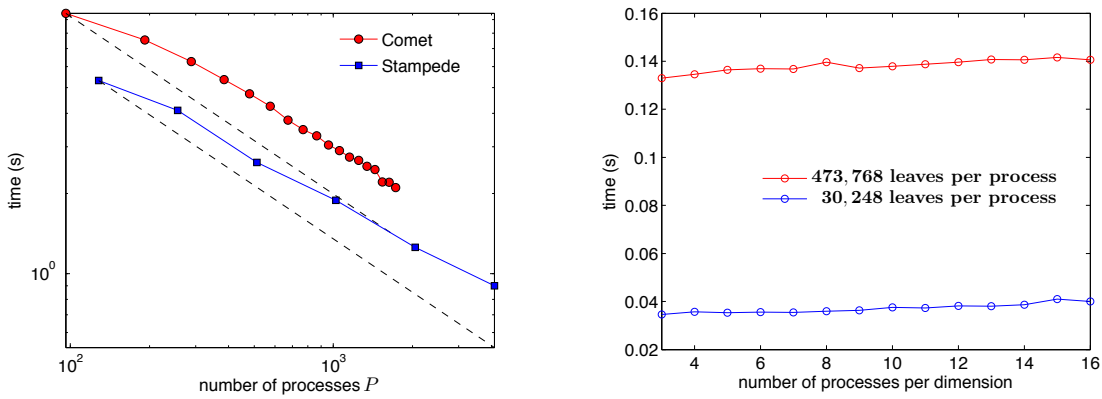 Comet
Stampede
time (s)
10^0
10^2
10^3
number of processes P
0.16
0.14
0.12
0.1
0.08
0.06
0.04
0.02
time (s)
473,768 leaves per process
30,248 leaves per process
4 6 8 10 12 14 16
number of processes per dimension